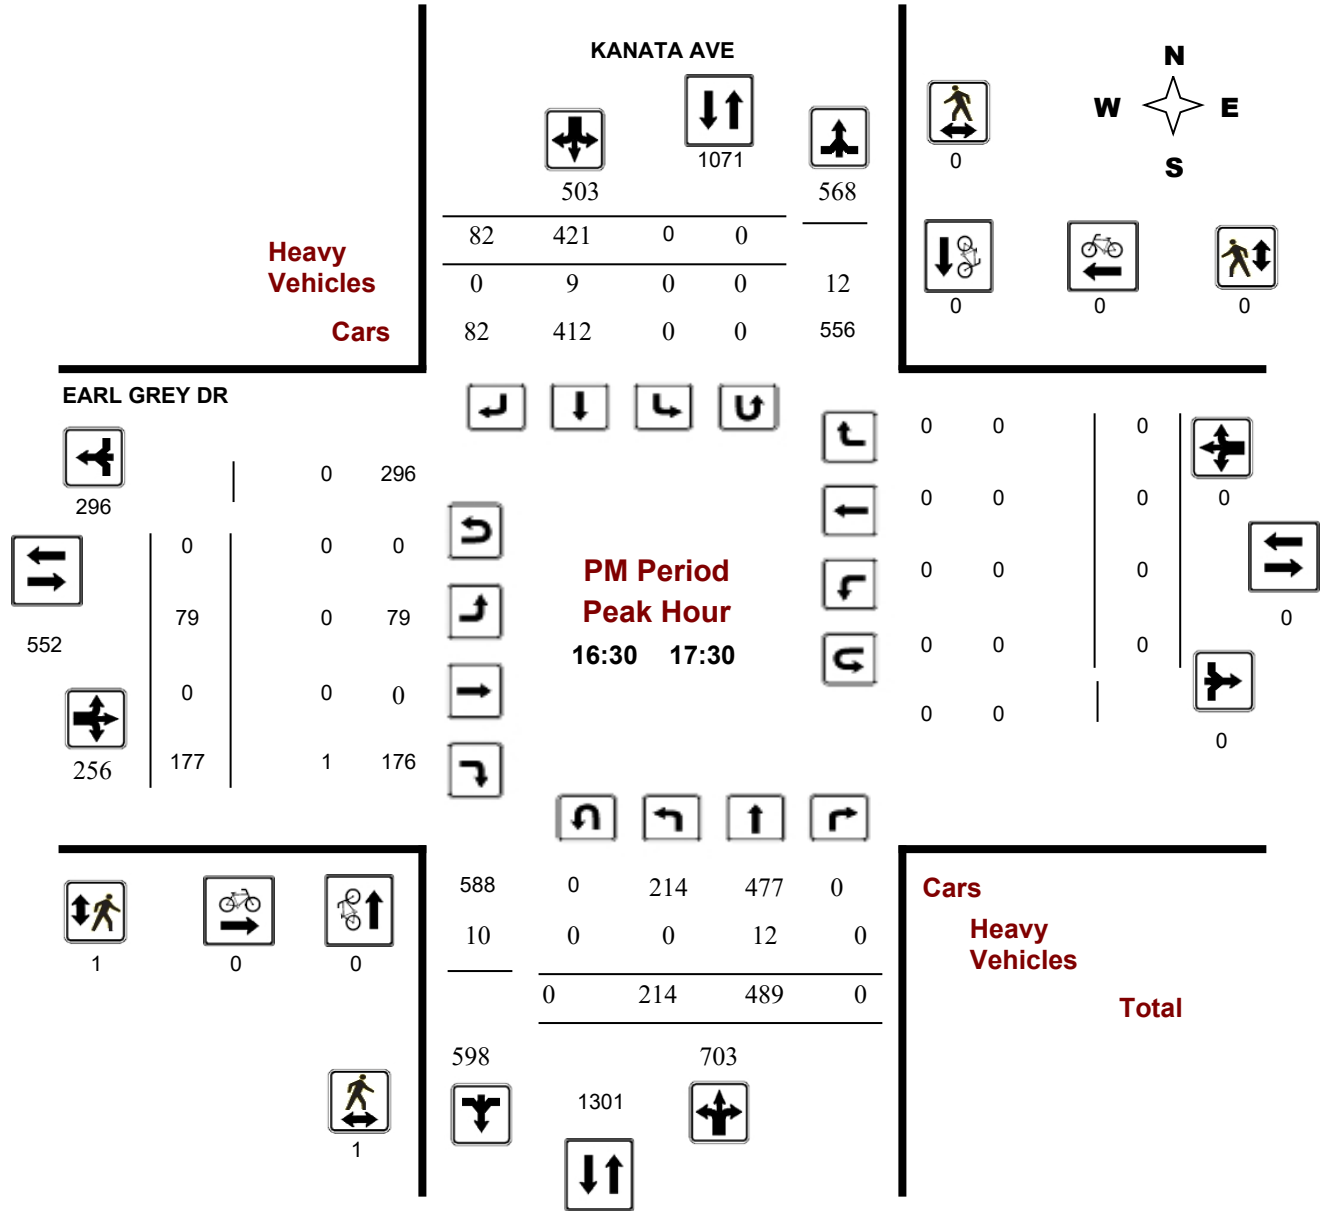 KANATA AVE
N
W E
S
1071
503
568
0
82 421 0 0
Heavy
Vehicles
0 9 0 0 12
Cars
82 412 0 0 556
0 0 0
EARL GREY DR
0 0 0
0 296
296
0 0 0
0
0 0 0
PM Period
Peak Hour
16:30 17:30
0 0 0
79 0 79
552
0
0 0 0
0 0 0
0 0
0
256
177 1 176
588 0 214 477 0
Cars
10 0 0 12 0
Heavy
Vehicles
1 0 0
0 214 489 0
Total
598
703
1301
1